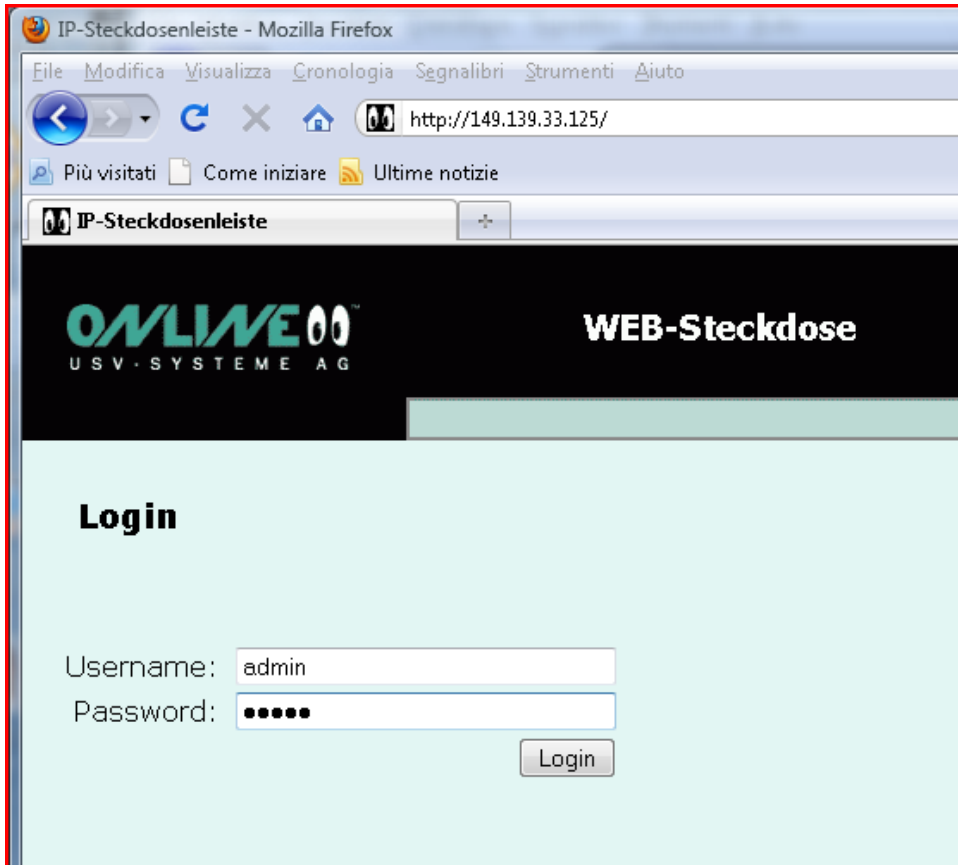 IP-Steckdosenleiste - Mozilla Firefox
File Modifica Visualizza Cronologia Segnalibri Strumenti Aiuto
http://149.139.33.125/
Più visitati Come iniziare Ultime notizie
IP-Steckdosenleiste
ONLINE™
USV-SYSTEME AG
WEB-Steckdose
Login
Username: admin
Password: •••••
Login